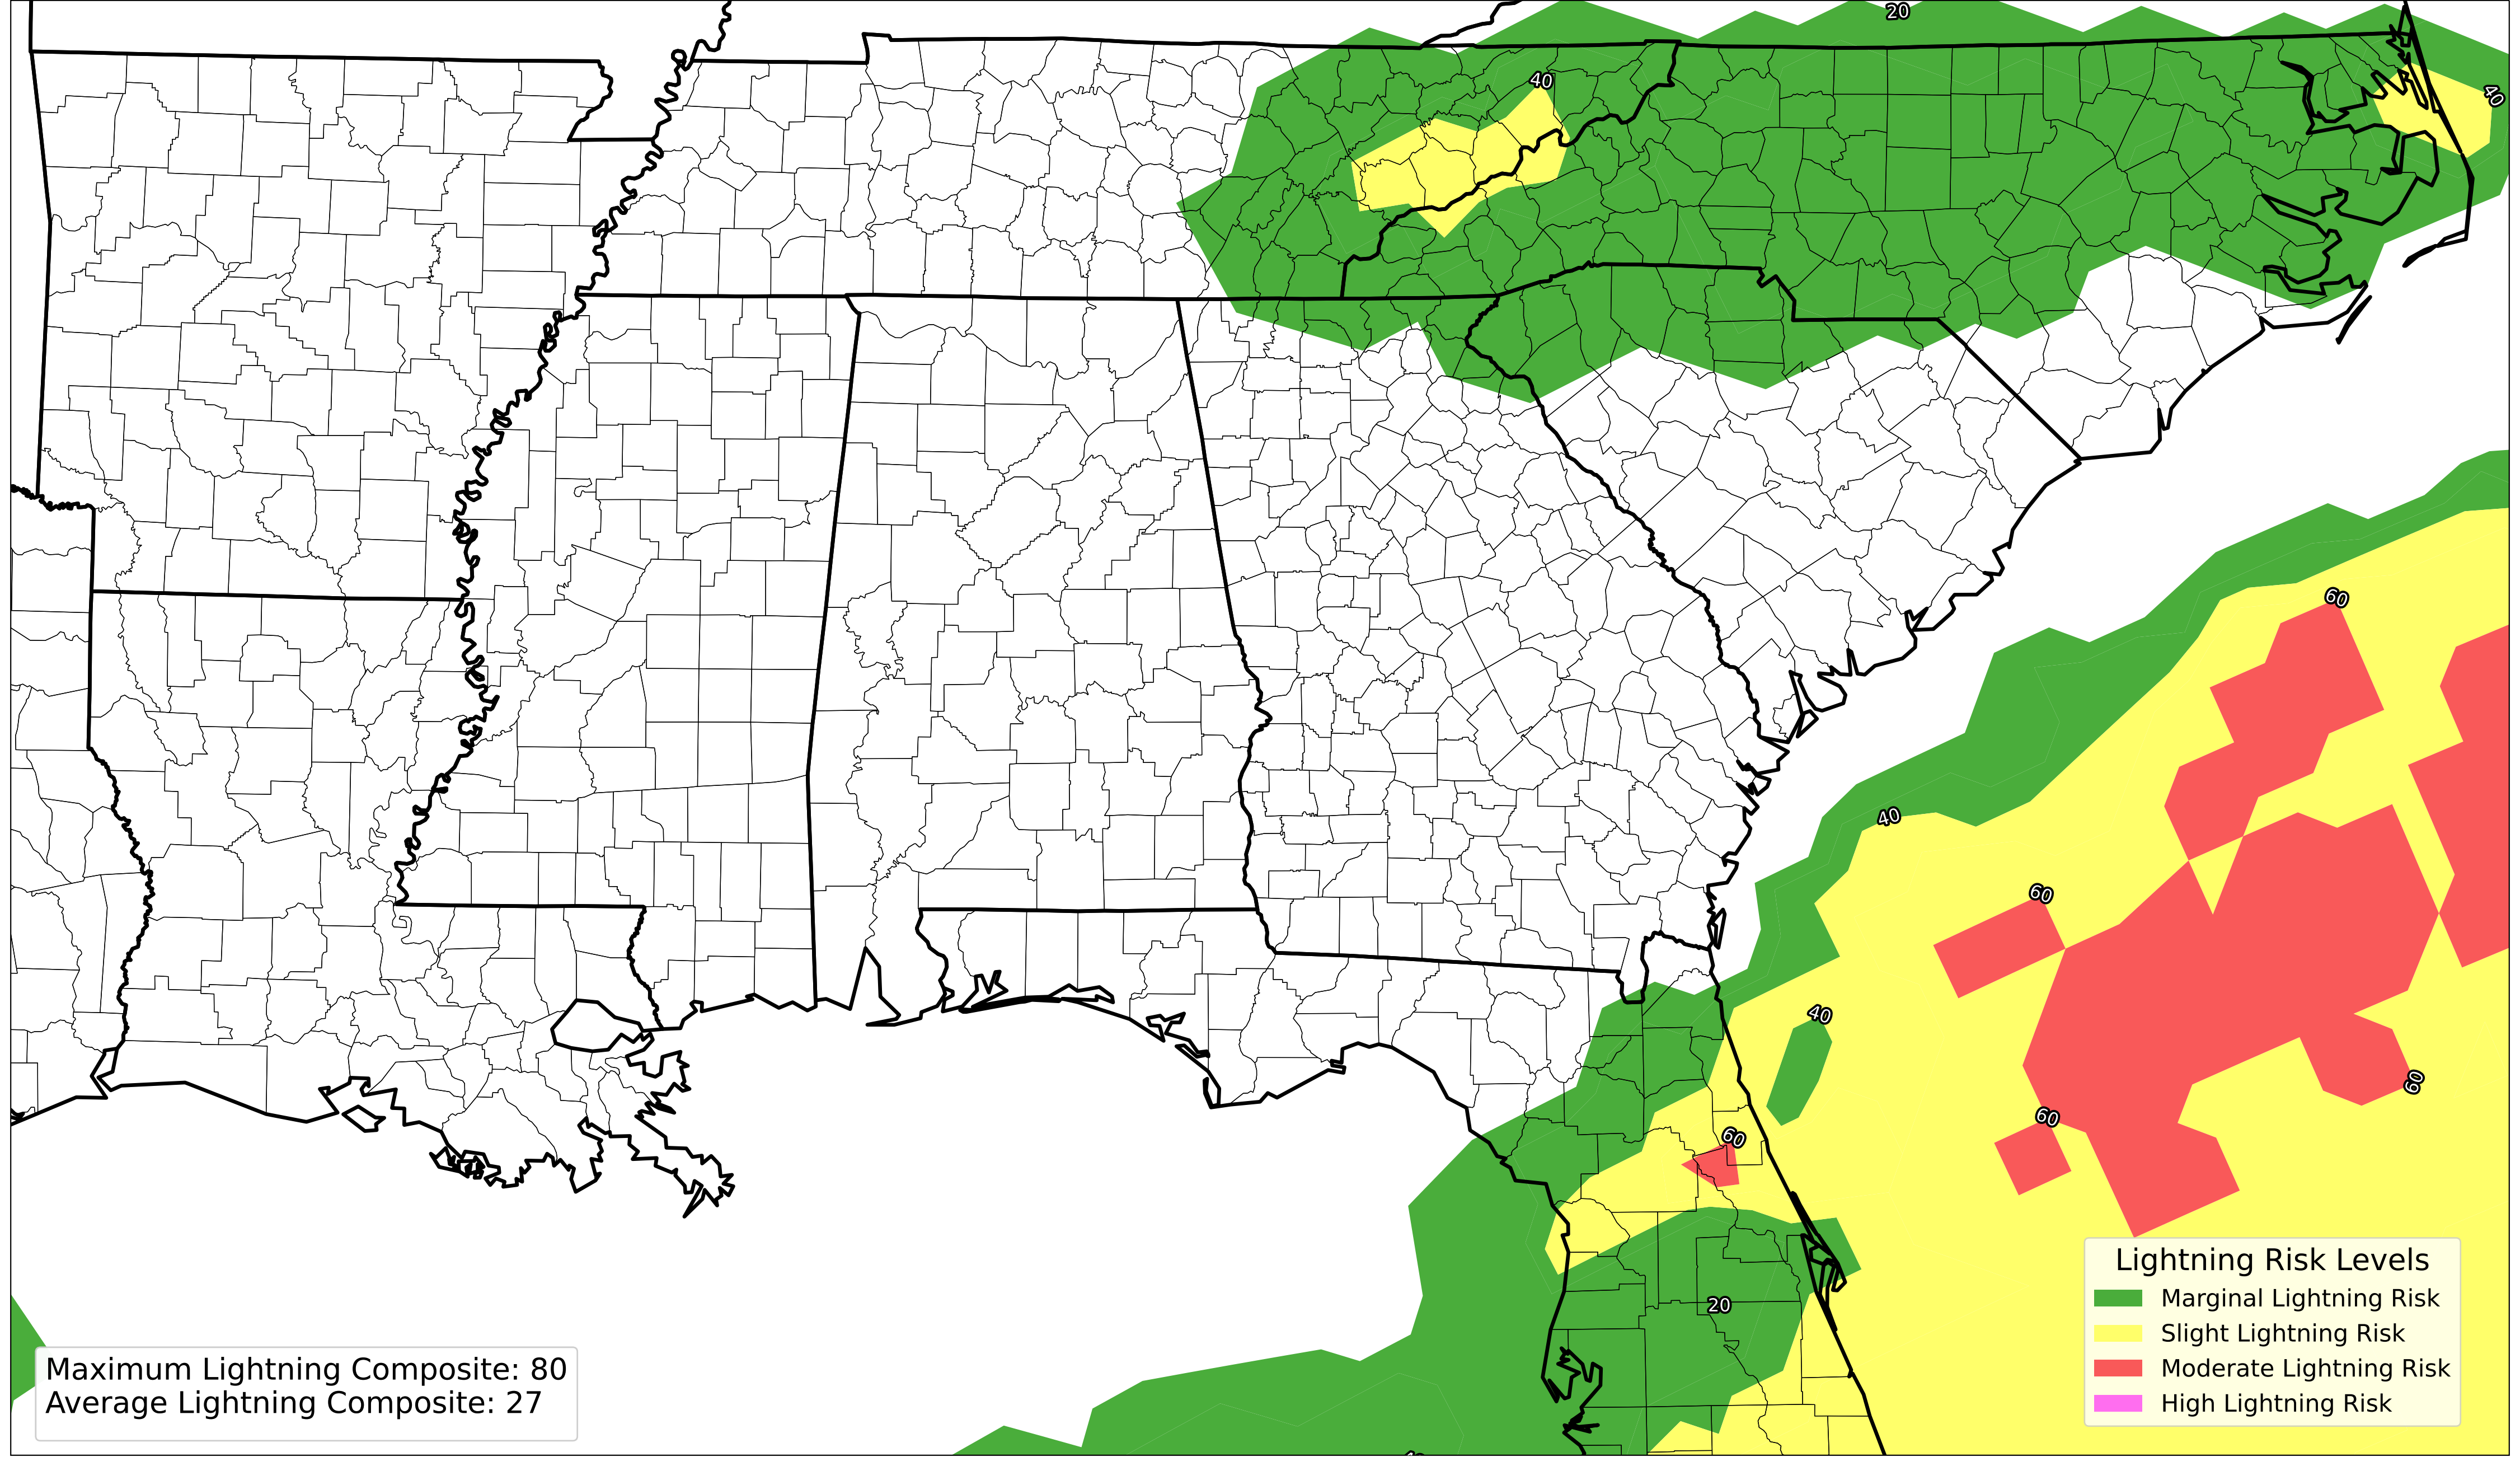 20
40
40
60
40
60
40
60
60
60
20
Lightning Risk Levels
Marginal Lightning Risk
Slight Lightning Risk
Moderate Lightning Risk
High Lightning Risk
Maximum Lightning Composite: 80
Average Lightning Composite: 27